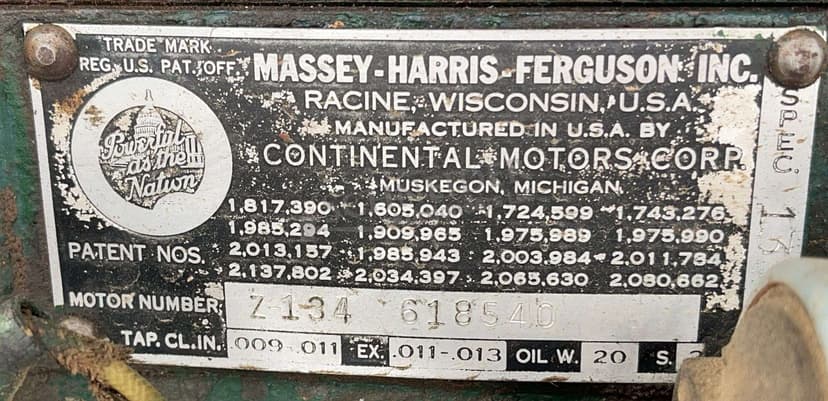 TRADE MARK
REG. U.S. PAT. OFF.
MASSEY-HARRIS-FERGUSON INC.
RACINE, WISCONSIN, U.S.A.
MANUFACTURED IN U.S.A. BY
CONTINENTAL MOTORS CORP.
MUSKEGON, MICHIGAN
SPEC.
Powerful
as the
Nation
1,817,390 1,605,040 1,724,599 1,743,276
1,985,294 1,909,965 1,975,989 1,975,990
PATENT NOS. 2,013,157 1,985,943 2,003,984 2,011,784
2,137,802 2,034,397 2,065,630 2,080,662
MOTOR NUMBER Z-134 618540
TAP. CL.IN. .009-.011 EX. .011-.013 OIL W. 20 S.